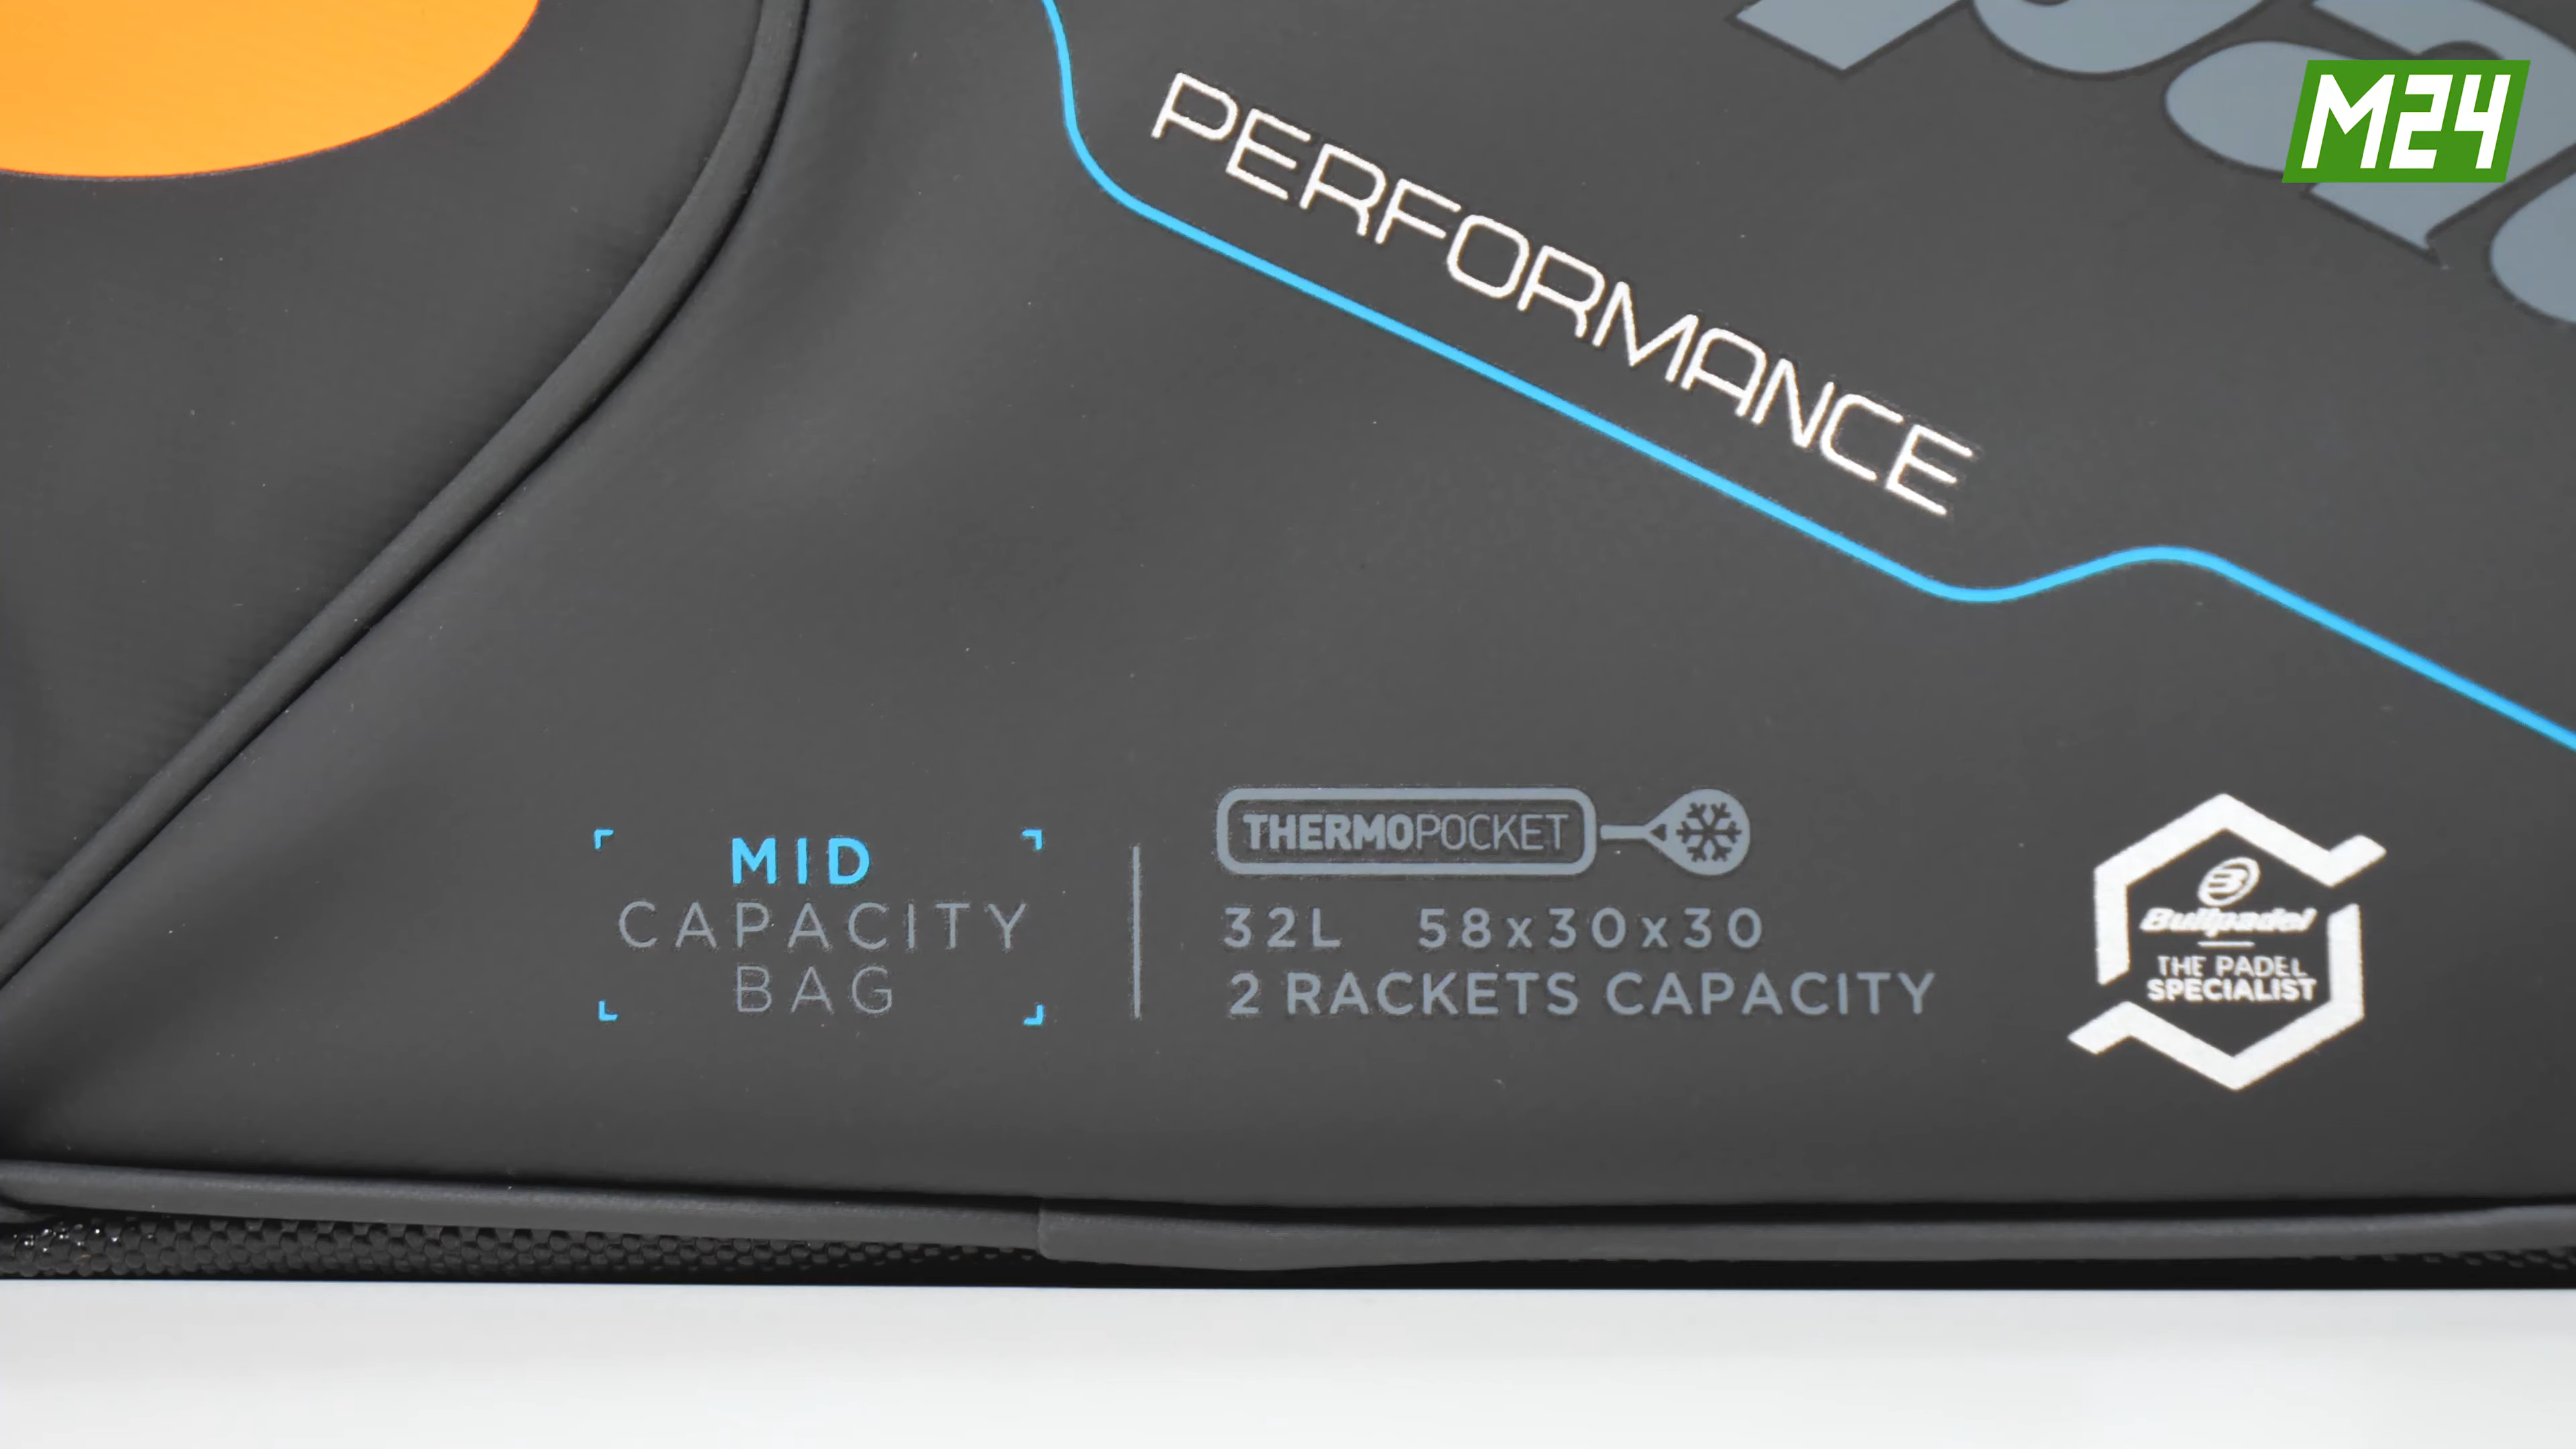 M24
PERFORMANCE
MID
CAPACITY
BAG
THERMOPOCKET
32L 58x30x30
2 RACKETS CAPACITY
Bullpadel
THE PADEL
SPECIALIST